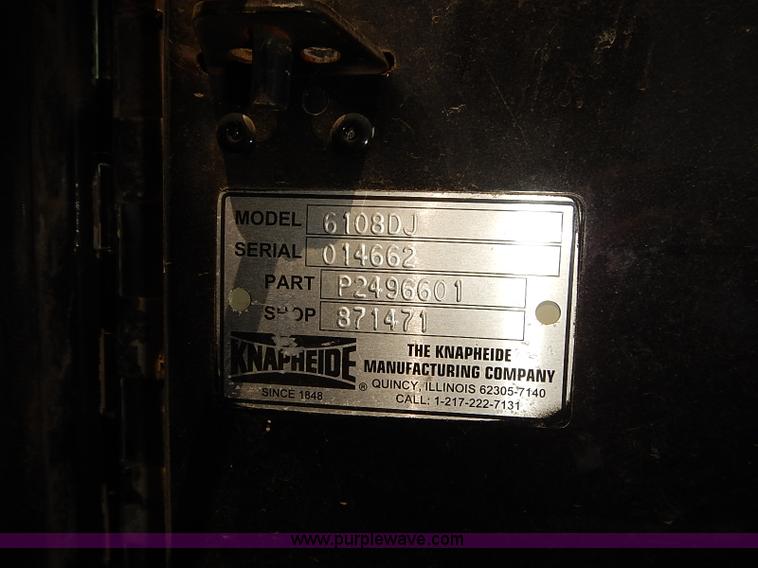 MODEL 6108DJ
SERIAL 014662
PART P2496601
SHOP 871471
KNAPHEIDE ®
SINCE 1848
THE KNAPHEIDE
MANUFACTURING COMPANY
QUINCY, ILLINOIS 62305-7140
CALL: 1-217-222-7131
www.purplewave.com